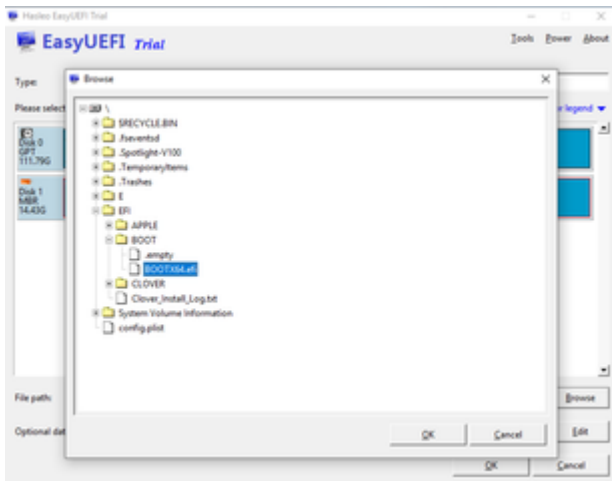 Hasleo EasyUEFI Trial
EasyUEFI Trial
Tools Power About
Type:
Browse
Please select
legend
\
$RECYCLE.BIN
.fseventsd
.Spotlight-V100
.TemporaryItems
.Trashes
E
EFI
APPLE
BOOT
.empty
BOOTX64.efi
CLOVER
Clover_Install_Log.txt
System Volume Information
config.plist
Disk 0
GPT
111.79G
Disk 1
MBR
14.43G
File path:
Browse
Optional dat
Edit
OK Cancel
OK Cancel